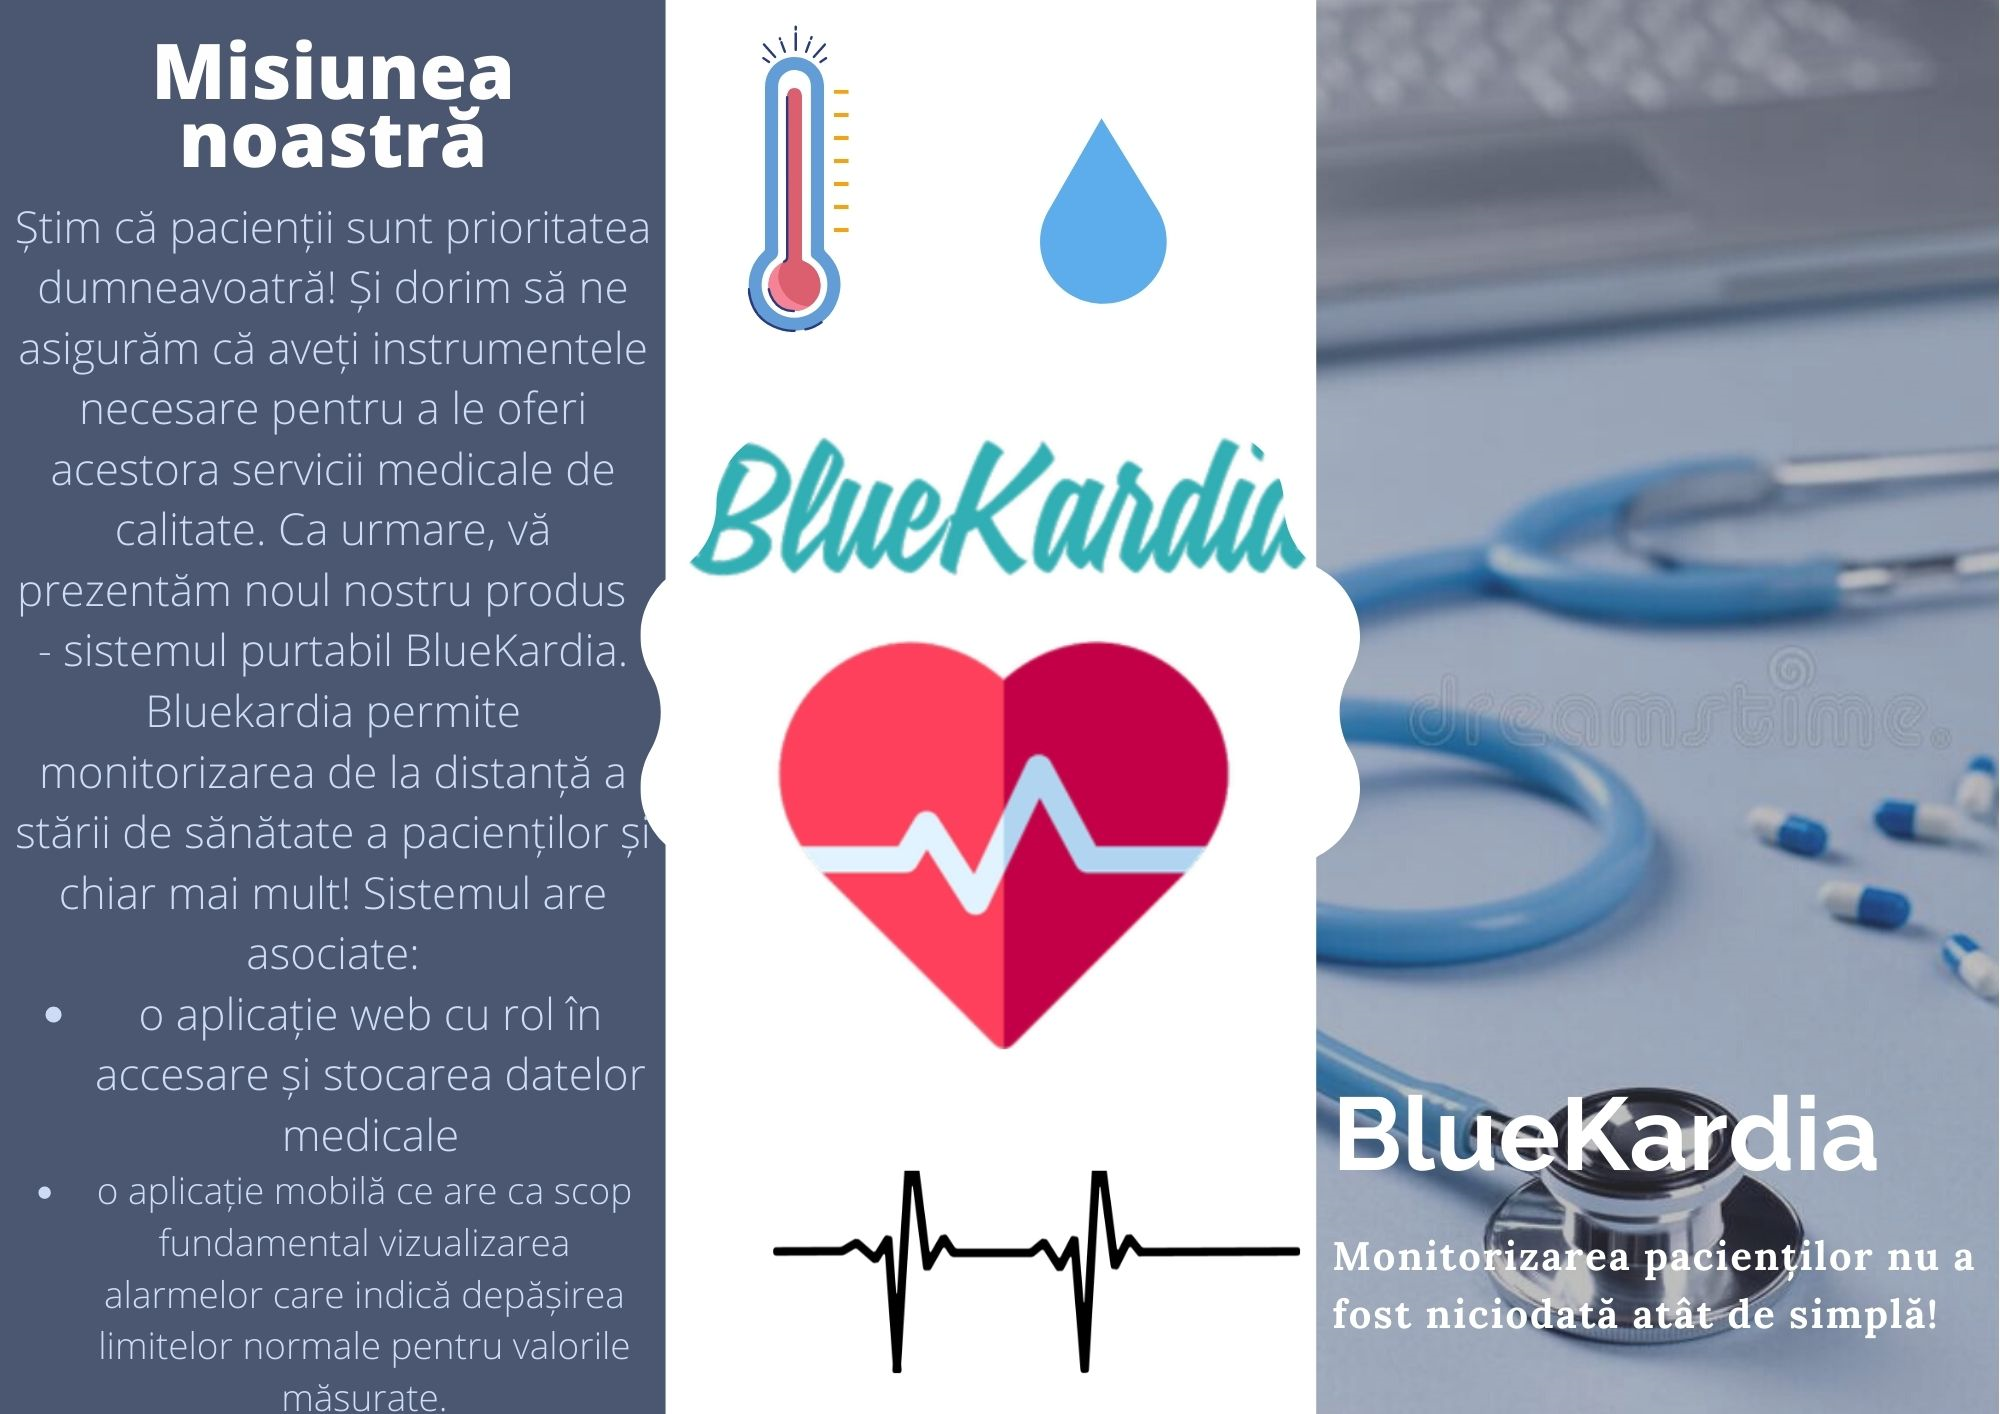 Misiunea
noastră
Știm că pacienții sunt prioritatea
dumneavoatră! Și dorim să ne
asigurăm că aveți instrumentele
necesare pentru a le oferi
acestora servicii medicale de
calitate. Ca urmare, vă
prezentăm noul nostru produs
- sistemul purtabil BlueKardia.
Bluekardia permite
monitorizarea de la distanță a
stării de sănătate a pacienților și
chiar mai mult! Sistemul are
asociate:
• o aplicație web cu rol în
accesare și stocarea datelor
medicale
• o aplicație mobilă ce are ca scop
fundamental vizualizarea
alarmelor care indică depășirea
limitelor normale pentru valorile
măsurate.
BlueKardia
dreamstime.
BlueKardia
Monitorizarea pacienților nu a
fost niciodată atât de simplă!